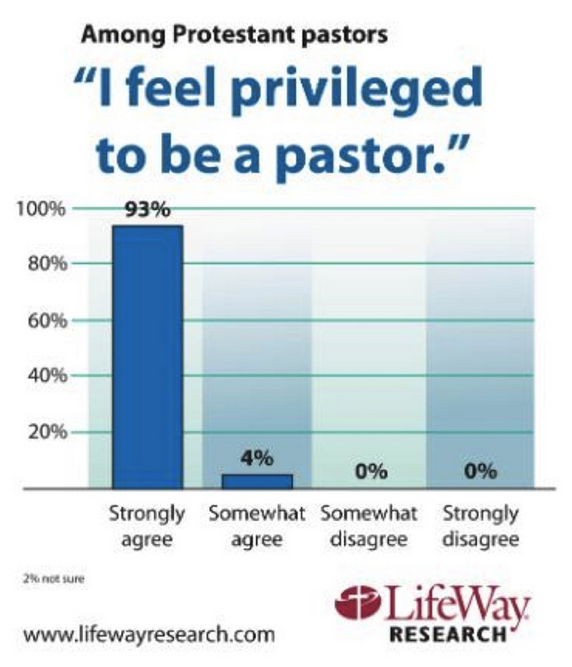 Among Protestant pastors
“I feel privileged
to be a pastor.”
100%
93%
80%
60%
40%
20%
4%
0%
0%
Strongly agree
Somewhat agree
Somewhat disagree
Strongly disagree
2% not sure
www.lifewayresearch.com
LifeWay
RESEARCH